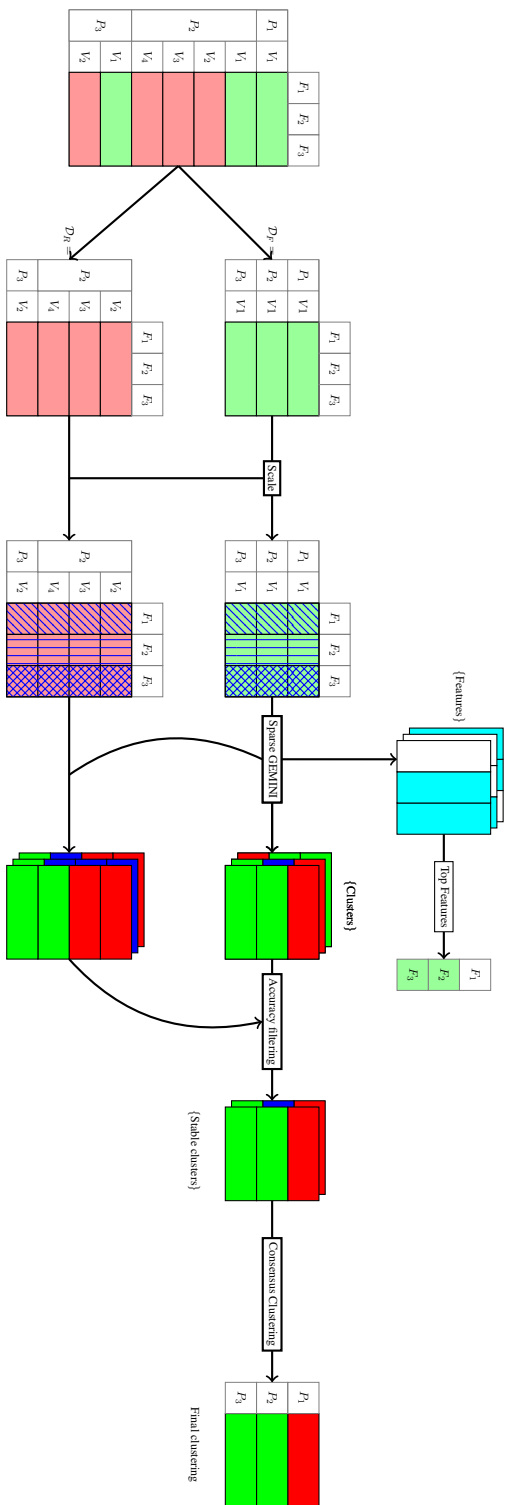 F₁ F₂ F₃
P₁ V₁
P₂ V₁
V₂
V₃
V₄
P₃ V₁
V₂
𝒟_F =
F₁ F₂ F₃
P₁ V1
P₂ V1
P₃ V1
𝒟_R =
F₁ F₂ F₃
P₂ V₂
V₃
V₄
P₃ V₂
Scale
F₁ F₂ F₃
P₁ V₁
P₂ V₁
P₃ V₁
F₁ F₂ F₃
P₂ V₂
V₃
V₄
P₃ V₂
Sparse GEMINI
{Features}
Top Features
F₁
F₂
F₃
{Clusters}
Accuracy filtering
{Stable clusters}
Consensus Clustering
P₁
P₂
P₃
Final clustering